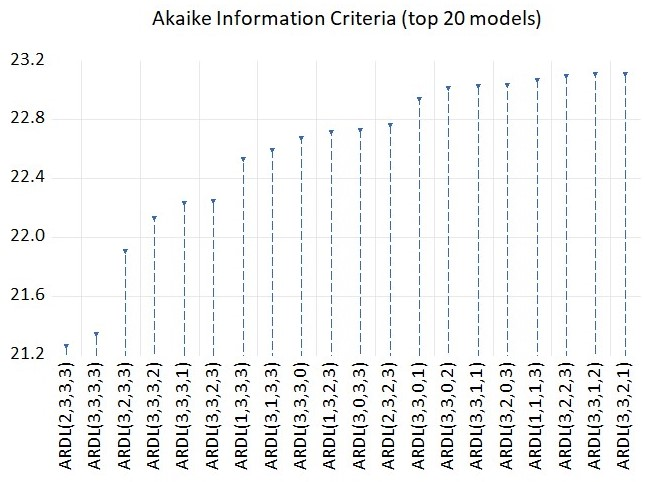 Akaike Information Criteria (top 20 models)
23.2
22.8
22.4
22.0
21.6
21.2
ARDL(2,3,3,3)
ARDL(3,3,3,3)
ARDL(3,2,3,3)
ARDL(3,3,3,2)
ARDL(3,3,3,1)
ARDL(3,3,2,3)
ARDL(1,3,3,3)
ARDL(3,1,3,3)
ARDL(3,3,3,0)
ARDL(1,3,2,3)
ARDL(3,0,3,3)
ARDL(2,3,2,3)
ARDL(3,3,0,1)
ARDL(3,3,0,2)
ARDL(3,3,1,1)
ARDL(3,2,0,3)
ARDL(1,1,1,3)
ARDL(3,2,2,3)
ARDL(3,3,1,2)
ARDL(3,3,2,1)